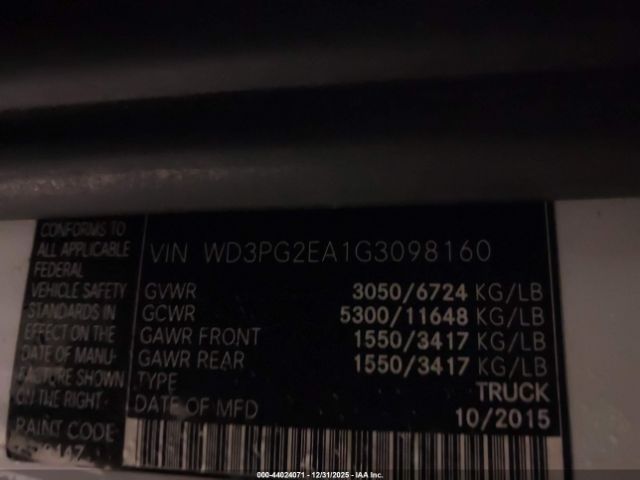 CONFORMS TO
ALL APPLICABLE
FEDERAL
VEHICLE SAFETY
STANDARDS IN
EFFECT ON THE
DATE OF MANU-
FACTURE SHOWN
ON THE RIGHT.
PAINT CODE
VIN WD3PG2EA1G3098160
GVWR 3050/6724 KG/LB
GCWR 5300/11648 KG/LB
GAWR FRONT 1550/3417 KG/LB
GAWR REAR 1550/3417 KG/LB
TYPE TRUCK
DATE OF MFD 10/2015
000-44024071 - 12/31/2025 - © IAA Inc.